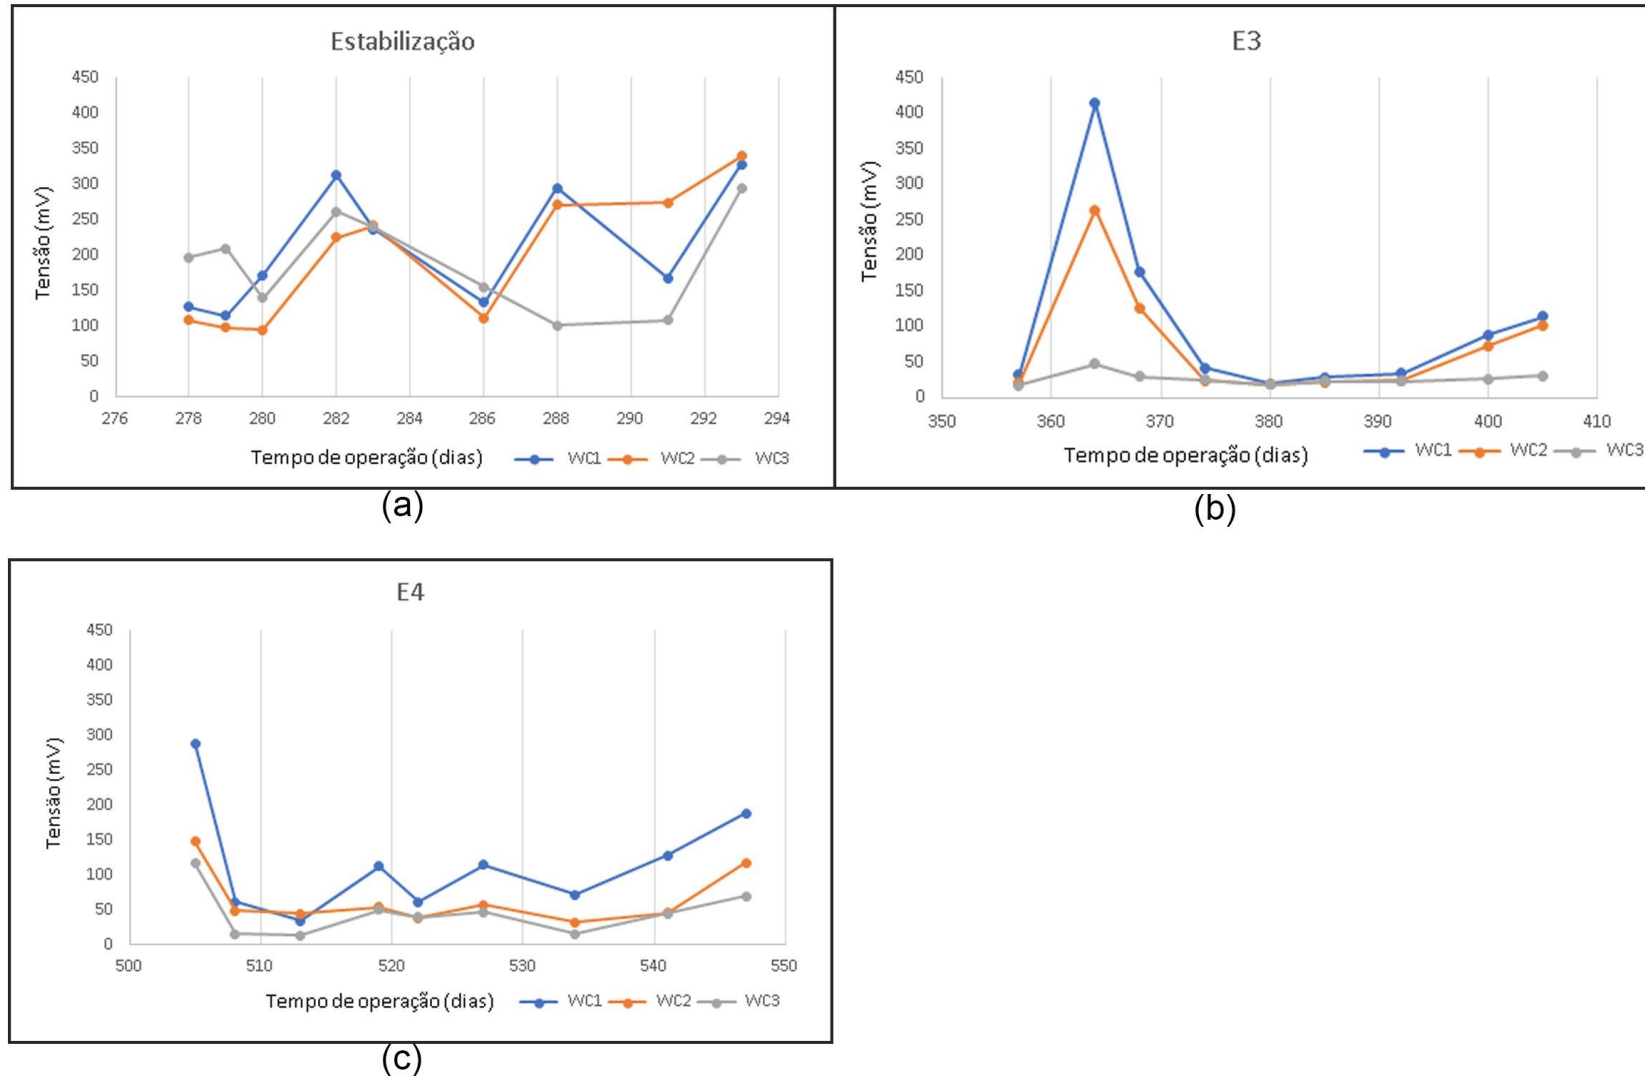 Estabilização
450
400
350
300
250
200
150
100
50
0
Tensão (mV)
276 278 280 282 284 286 288 290 292 294
Tempo de operação (dias) WC1 WC2 WC3
(a)
E3
450
400
350
300
250
200
150
100
50
0
Tensão (mV)
350 360 370 380 390 400 410
Tempo de operação (dias) WC1 WC2 WC3
(b)
E4
450
400
350
300
250
200
150
100
50
0
Tensão (mV)
500 510 520 530 540 550
Tempo de operação (dias) WC1 WC2 WC3
(c)